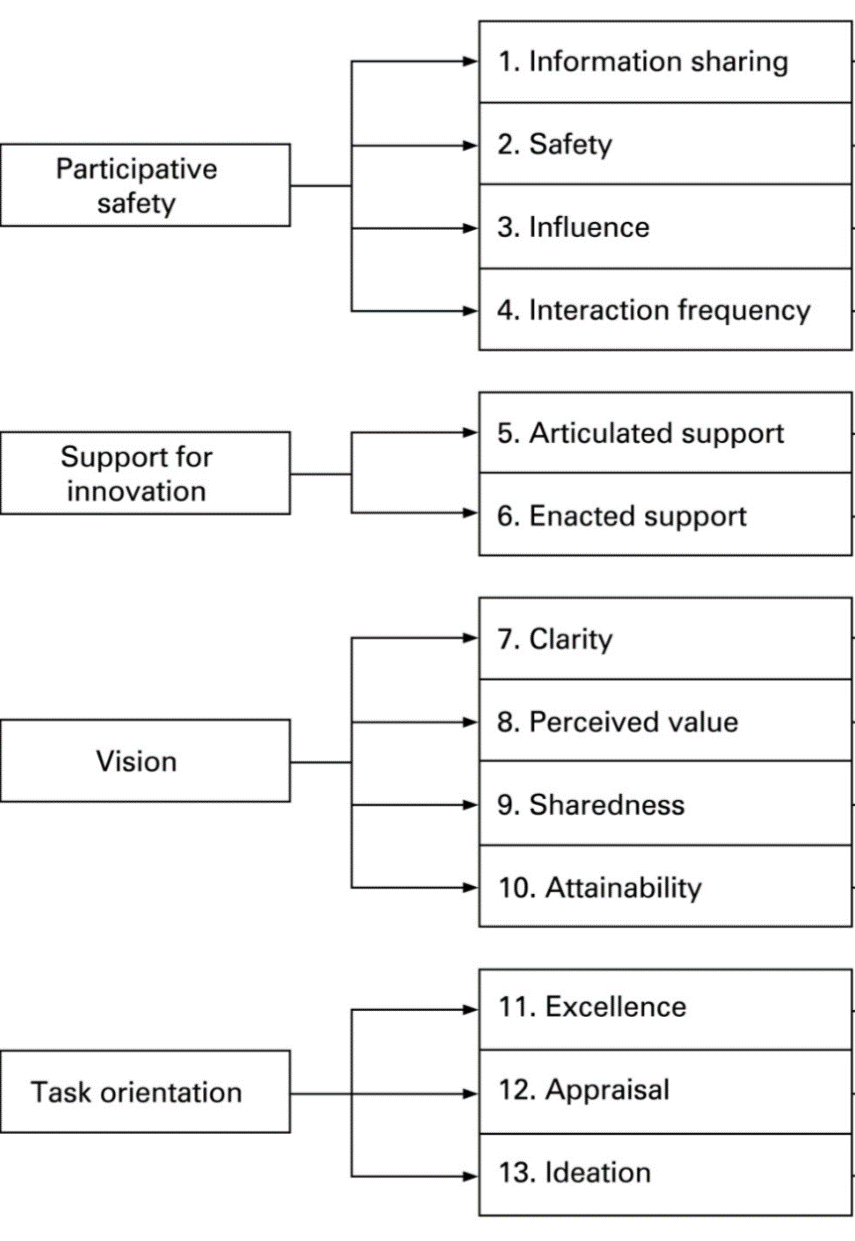 Participative
safety
1. Information sharing
2. Safety
3. Influence
4. Interaction frequency
Support for
innovation
5. Articulated support
6. Enacted support
Vision
7. Clarity
8. Perceived value
9. Sharedness
10. Attainability
Task orientation
11. Excellence
12. Appraisal
13. Ideation